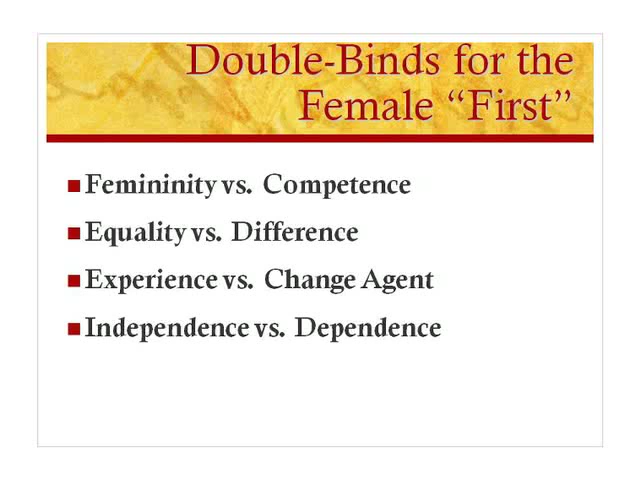 Double-Binds for the
Female “First”
Femininity vs. Competence
Equality vs. Difference
Experience vs. Change Agent
Independence vs. Dependence